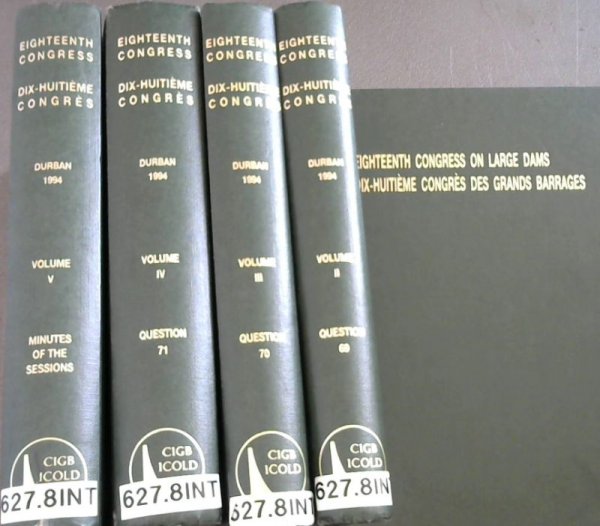 EIGHTEENTH
CONGRESS
DIX-HUITIÈME
CONGRÈS
DURBAN
1994
VOLUME
V
MINUTES
OF THE
SESSIONS
CIGB
ICOLD
627.8INT
EIGHTEENTH
CONGRESS
DIX-HUITIÈME
CONGRÈS
DURBAN
1994
VOLUME
IV
QUESTION
71
CIGB
ICOLD
627.8INT
EIGHTEENTH
CONGRESS
DIX-HUITIÈME
CONGRÈS
DURBAN
1994
VOLUME
III
QUESTION
70
CIGB
ICOLD
627.8INT
EIGHTEENTH
CONGRESS
DIX-HUITIÈME
CONGRÈS
DURBAN
1994
VOLUME
II
QUESTION
69
CIGB
ICOLD
627.8IN
EIGHTEENTH CONGRESS ON LARGE DAMS
DIX-HUITIÈME CONGRÈS DES GRANDS BARRAGES